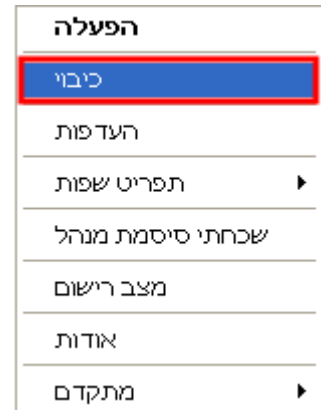 הפעלה
כיבוי
העדפות
תפריט שפות
שכחתי סיסמת מנהל
מצב רישום
אודות
מתקדם